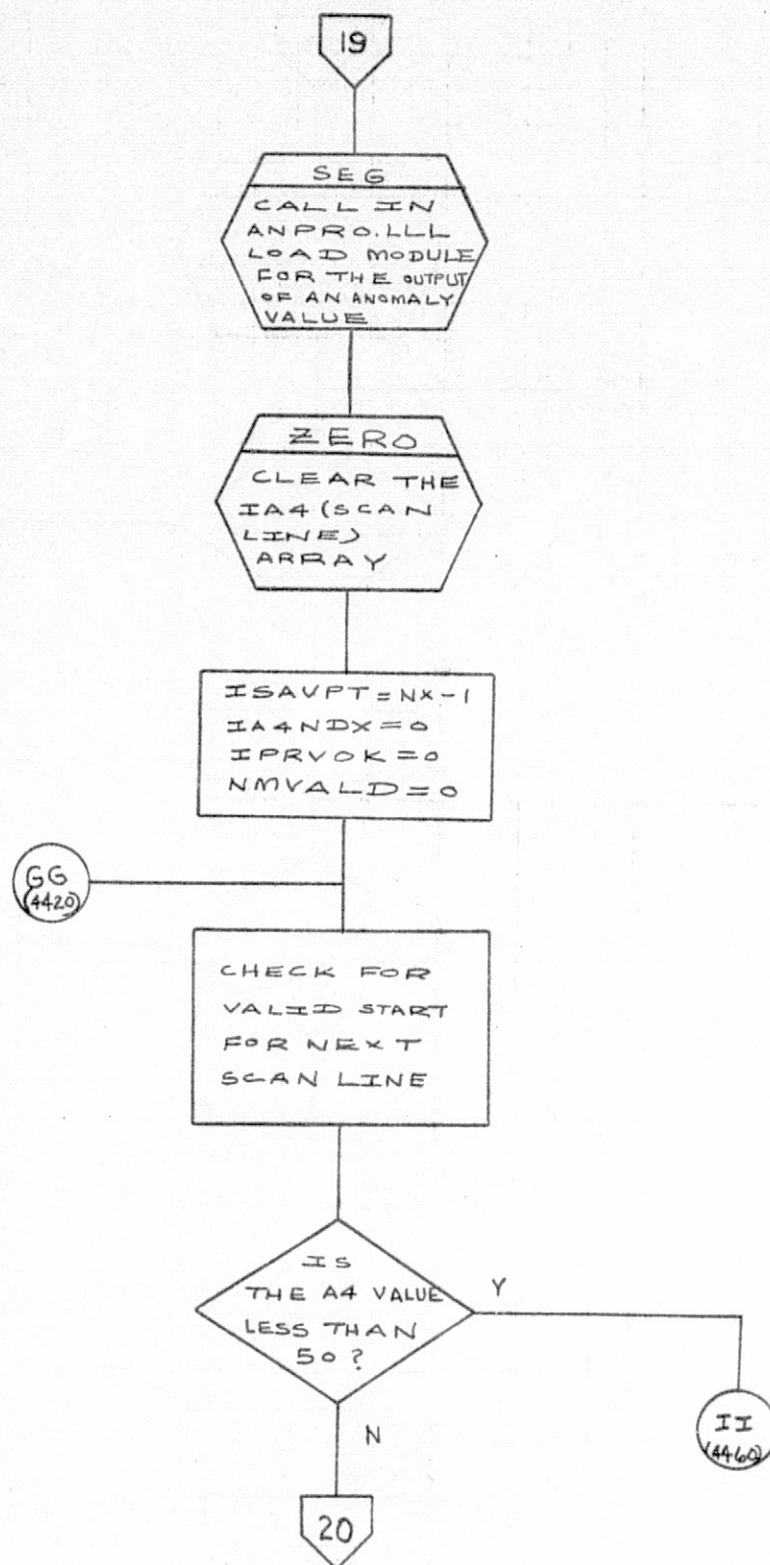 19
SEG
CALL IN
ANPRO.LLL
LOAD MODULE
FOR THE OUTPUT
OF AN ANOMALY
VALUE
ZERO
CLEAR THE
IA4 (SCAN
LINE)
ARRAY
ISAVPT = NX - 1
IA4NDX = 0
IPRVOK = 0
NMVALD = 0
GG
(4420)
CHECK FOR
VALID START
FOR NEXT
SCAN LINE
IS
THE A4 VALUE
LESS THAN
50?
Y
N
II
(4460)
20